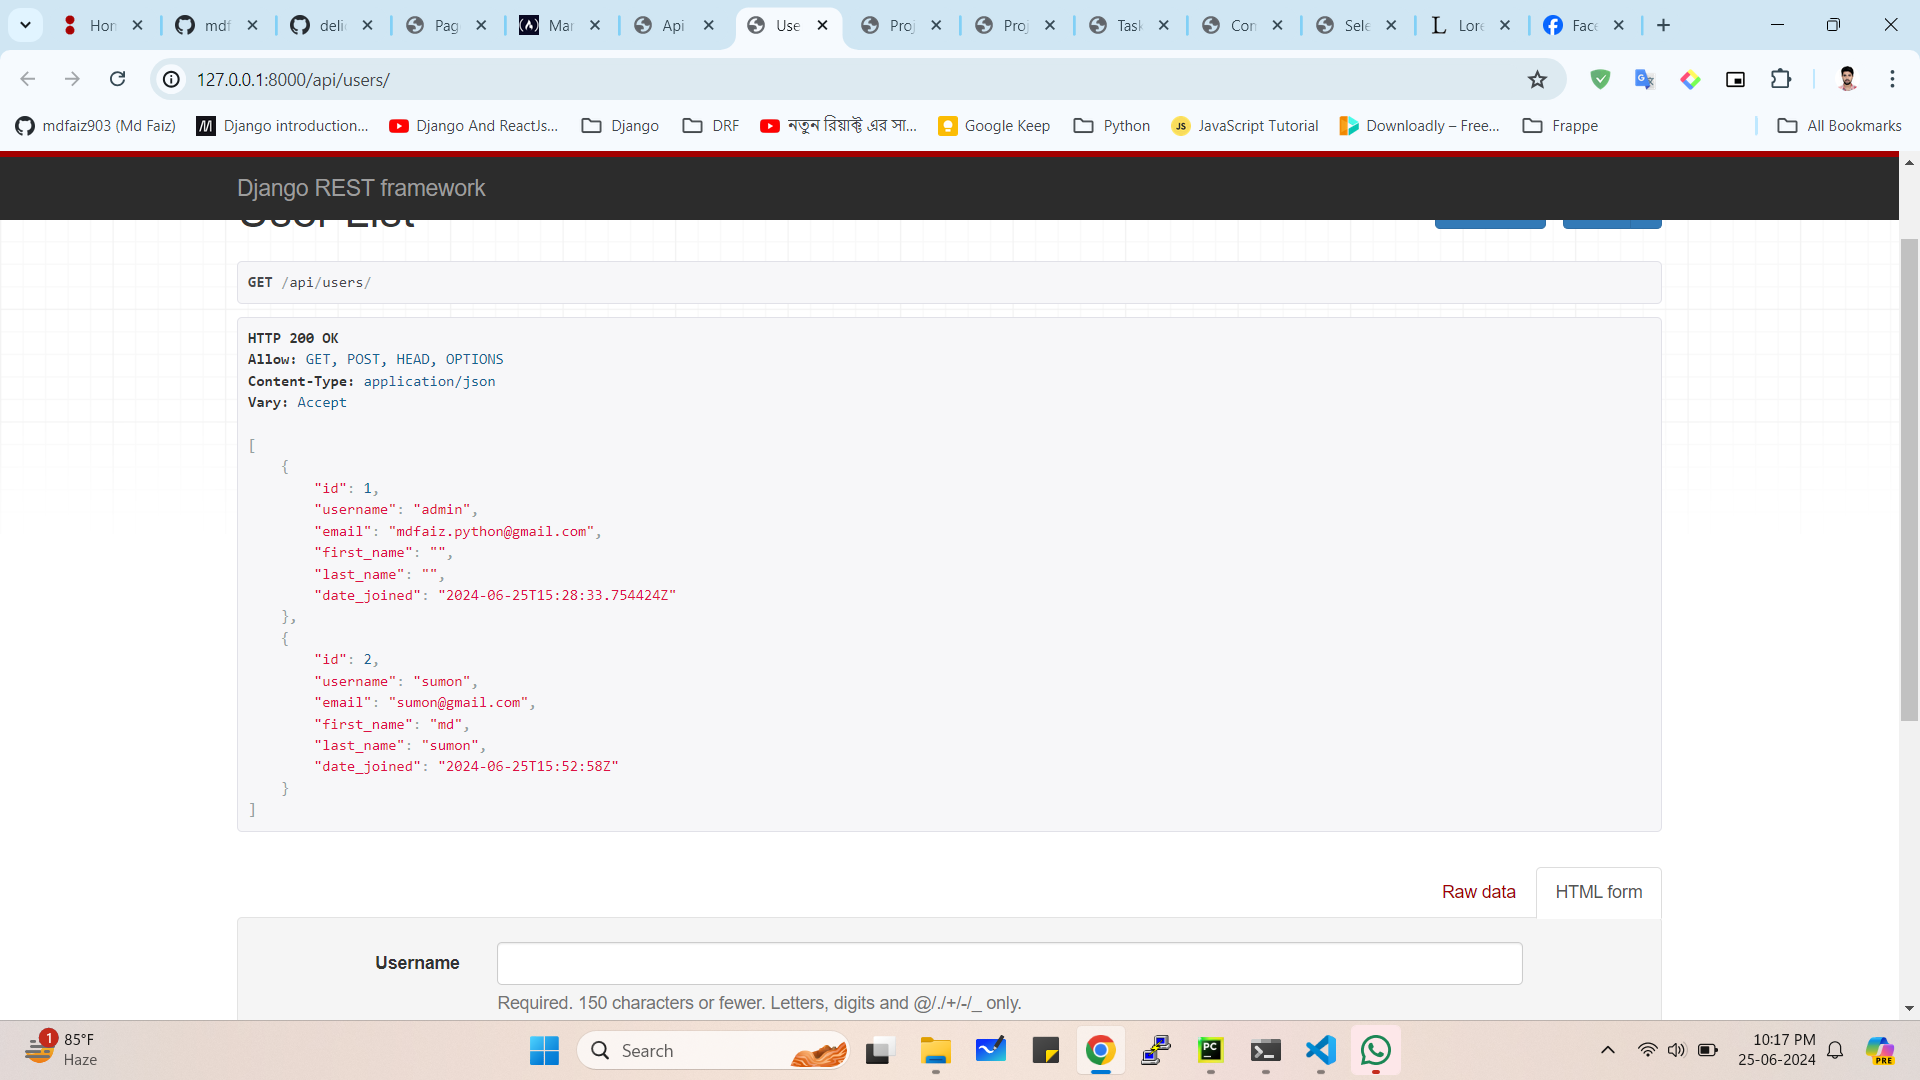 Hon
mdf
deli
Pag
Mar
Api
Use
Proj
Proj
Task
Con
Sele
Lore
Face
127.0.0.1:8000/api/users/
mdfaiz903 (Md Faiz)
Django introduction...
Django And ReactJs...
Django
DRF
নতুন রিয়াক্ট এর সা...
Google Keep
Python
JS
JavaScript Tutorial
Downloadly – Free...
Frappe
All Bookmarks
Django REST framework
User List
GET /api/users/
HTTP 200 OK
Allow: GET, POST, HEAD, OPTIONS
Content-Type: application/json
Vary: Accept
[
{
"id": 1,
"username": "admin",
"email": "mdfaiz.python@gmail.com",
"first_name": "",
"last_name": "",
"date_joined": "2024-06-25T15:28:33.754424Z"
},
{
"id": 2,
"username": "sumon",
"email": "sumon@gmail.com",
"first_name": "md",
"last_name": "sumon",
"date_joined": "2024-06-25T15:52:58Z"
}
]
Raw data
HTML form
Username
Required. 150 characters or fewer. Letters, digits and @/./+/-/_ only.
1
85°F
Haze
Search
PC
10:17 PM
25-06-2024
PRE